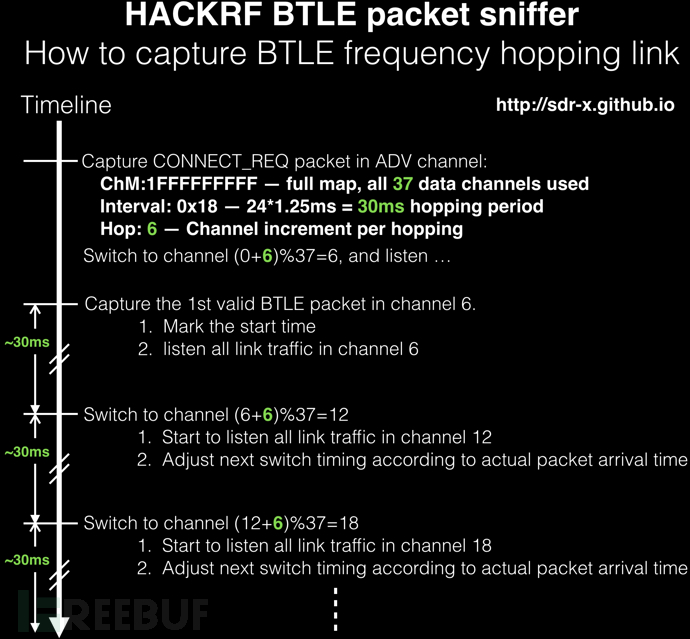 HACKRF BTLE packet sniffer
How to capture BTLE frequency hopping link
Timeline
http://sdr-x.github.io
Capture CONNECT_REQ packet in ADV channel:
ChM:1FFFFFFFFF — full map, all 37 data channels used
Interval: 0x18 — 24*1.25ms = 30ms hopping period
Hop: 6 — Channel increment per hopping
Switch to channel (0+6)%37=6, and listen …
Capture the 1st valid BTLE packet in channel 6.
1. Mark the start time
~30ms
2. listen all link traffic in channel 6
Switch to channel (6+6)%37=12
1. Start to listen all link traffic in channel 12
~30ms
2. Adjust next switch timing according to actual packet arrival time
Switch to channel (12+6)%37=18
1. Start to listen all link traffic in channel 18
~30ms
2. Adjust next switch timing according to actual packet arrival time
FREEBUF